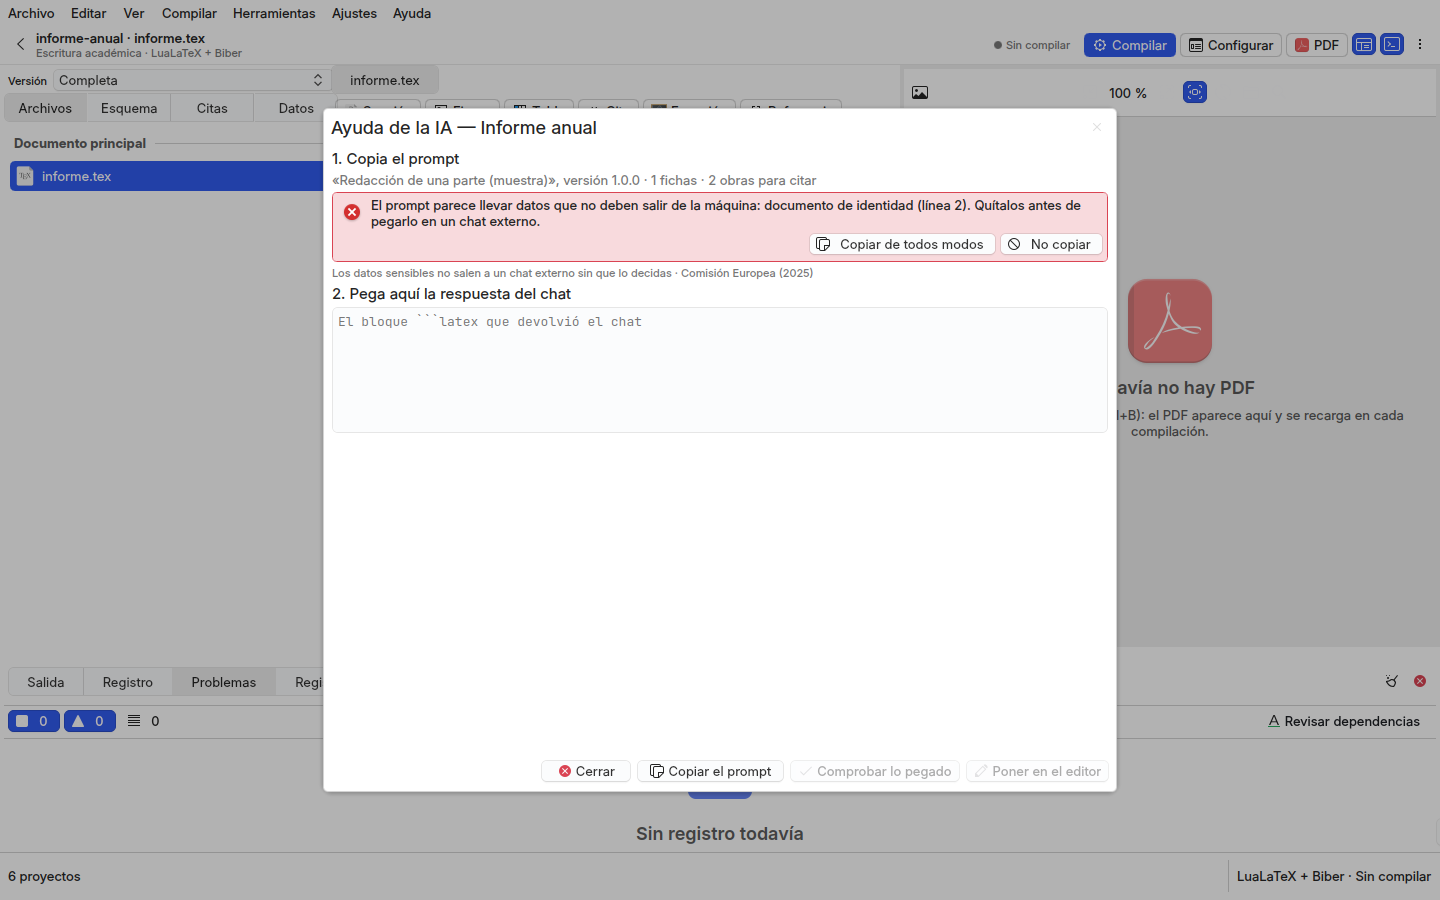 Archivo Editar Ver Compilar Herramientas Ajustes Ayuda
informe-anual · informe.tex
Escritura académica · LuaLaTeX + Biber
Sin compilar
Compilar
Configurar
PDF
Versión
Completa
informe.tex
100 %
Archivos
Esquema
Citas
Datos
Documento principal
informe.tex
Ayuda de la IA — Informe anual
1. Copia el prompt
«Redacción de una parte (muestra)», versión 1.0.0 · 1 fichas · 2 obras para citar
El prompt parece llevar datos que no deben salir de la máquina: documento de identidad (línea 2). Quítalos antes de
pegarlo en un chat externo.
Copiar de todos modos
No copiar
Los datos sensibles no salen a un chat externo sin que lo decidas · Comisión Europea (2025)
2. Pega aquí la respuesta del chat
El bloque ```latex que devolvió el chat
avía no hay PDF
+B): el PDF aparece aquí y se recarga en cada
compilación.
Salida
Registro
Problemas
Regi
0
0
0
Revisar dependencias
Cerrar
Copiar el prompt
Comprobar lo pegado
Poner en el editor
Sin registro todavía
6 proyectos
LuaLaTeX + Biber · Sin compilar